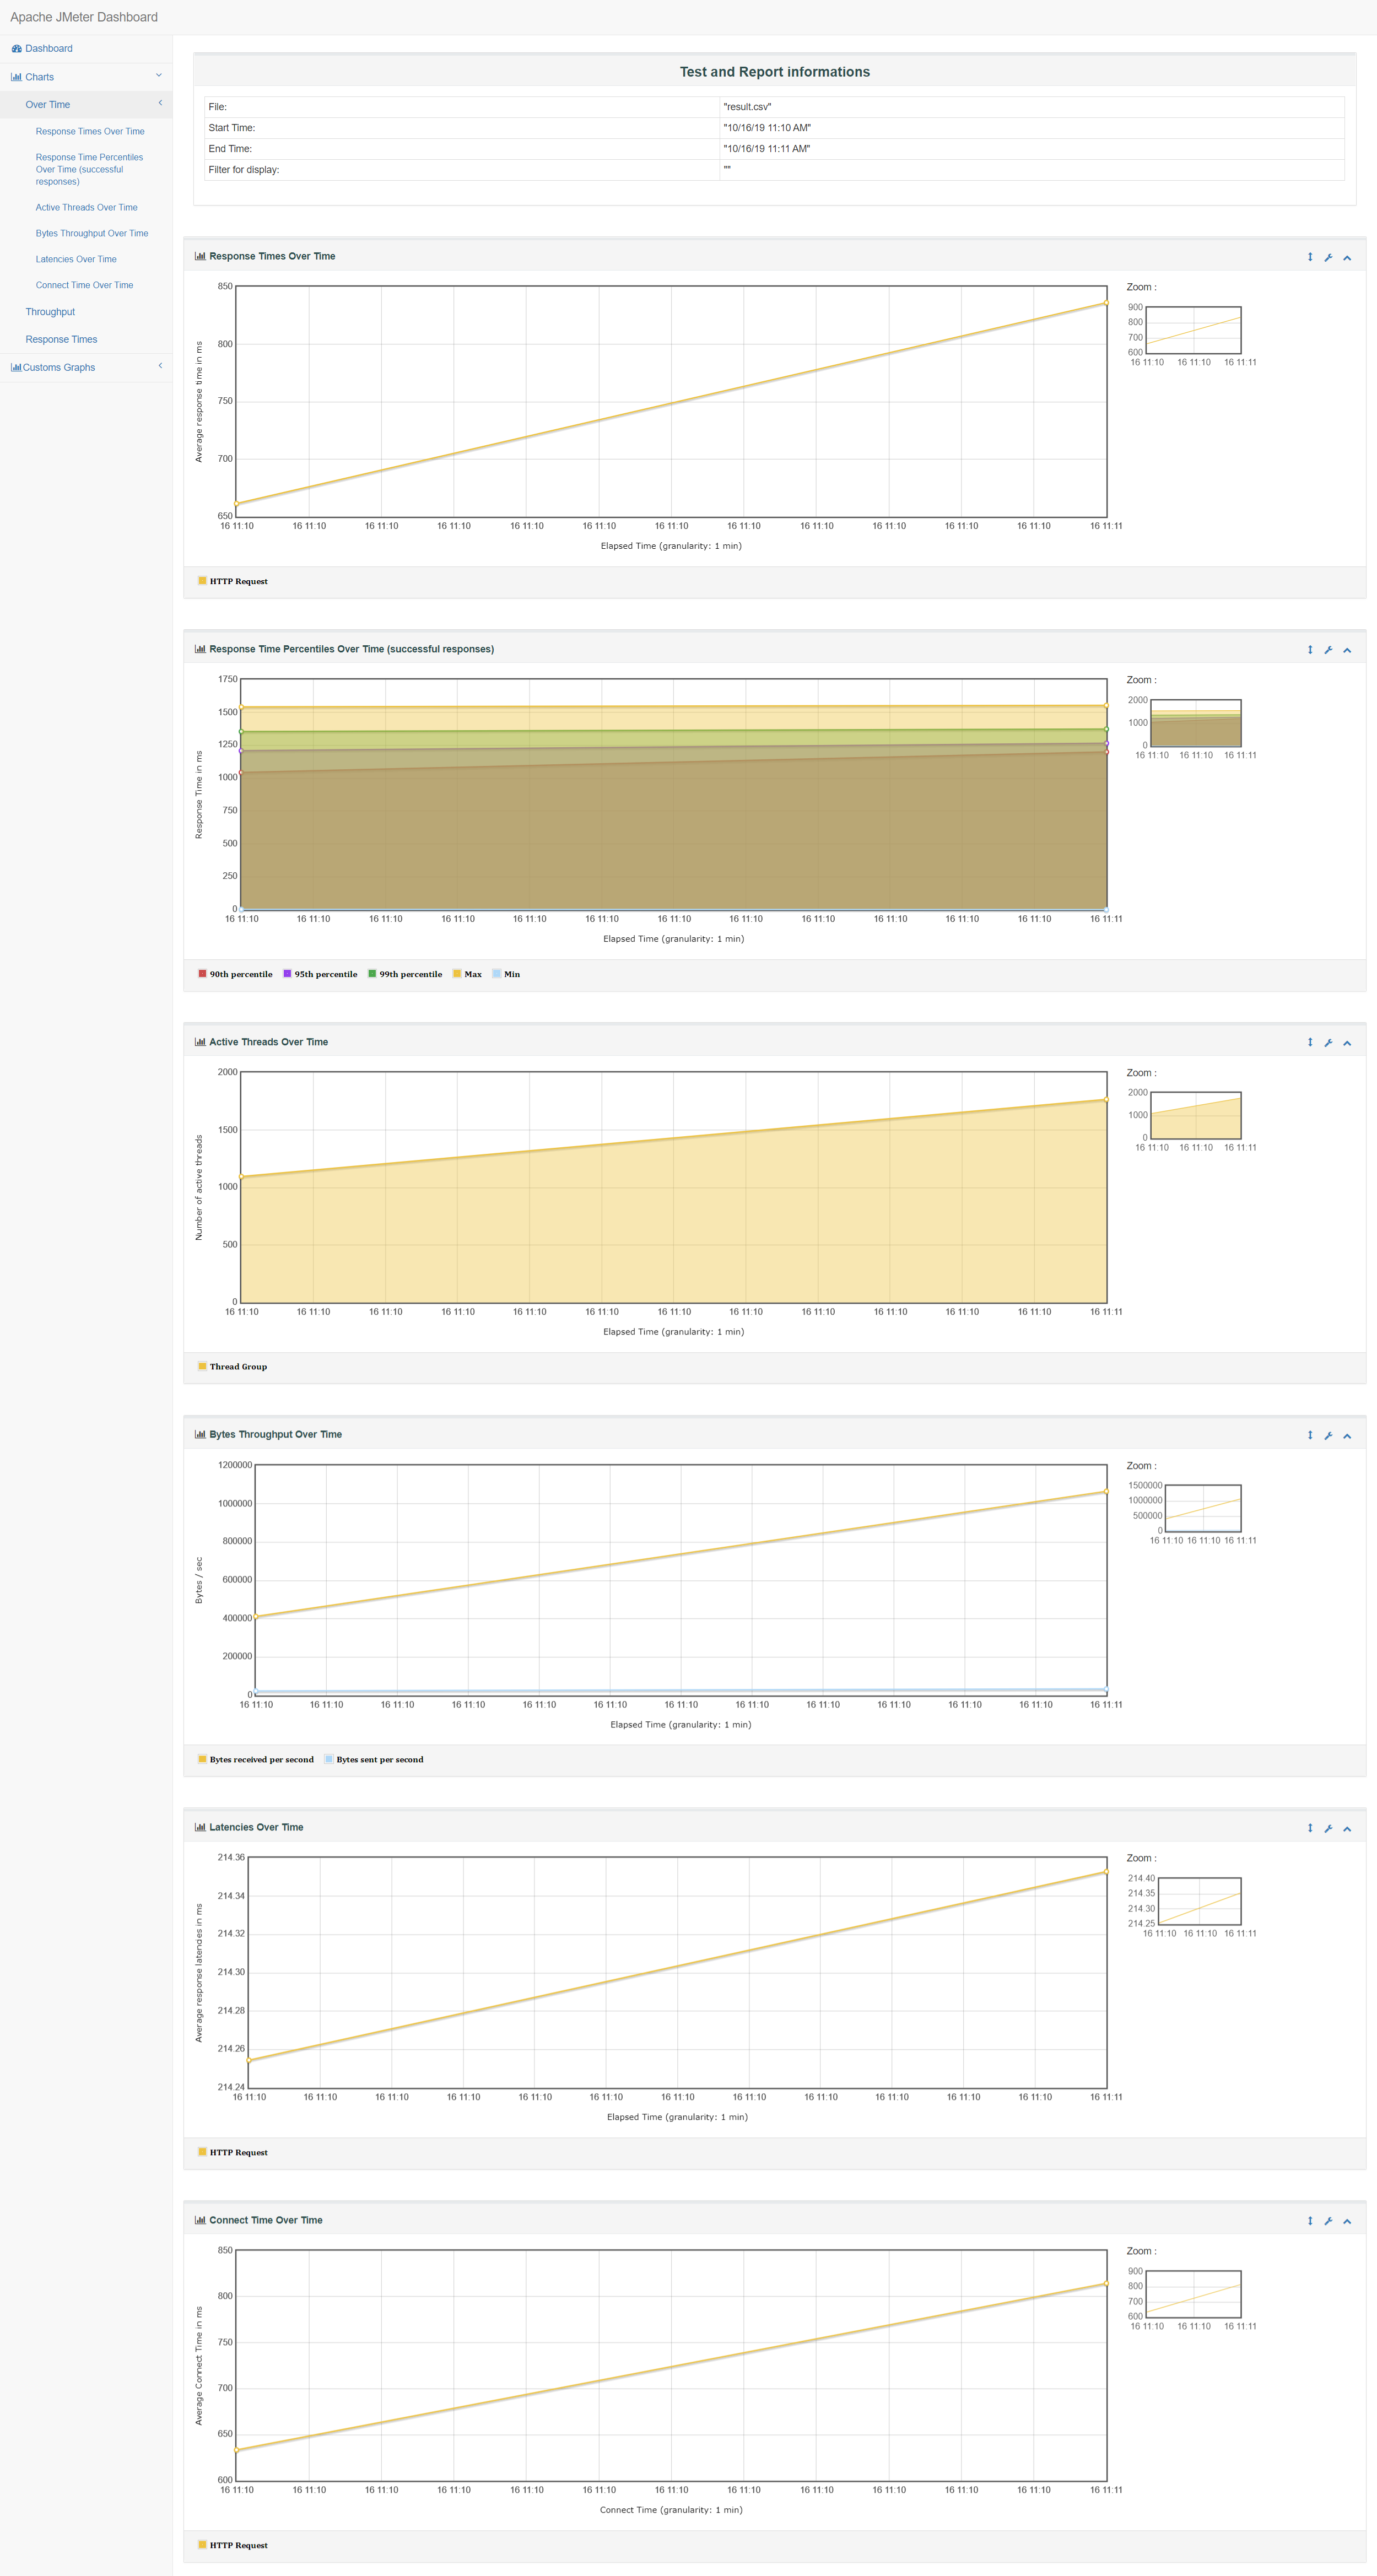 Apache JMeter Dashboard
Dashboard
Charts
Over Time
Response Times Over Time
Response Time Percentiles
Over Time (successful
responses)
Active Threads Over Time
Bytes Throughput Over Time
Latencies Over Time
Connect Time Over Time
Throughput
Response Times
Customs Graphs
Test and Report informations
File: "result.csv"
Start Time: "10/16/19 11:10 AM"
End Time: "10/16/19 11:11 AM"
Filter for display: ""
Response Times Over Time
Average response time in ms
850
800
750
700
650
16 11:10 16 11:10 16 11:10 16 11:10 16 11:10 16 11:10 16 11:10 16 11:10 16 11:10 16 11:10 16 11:10 16 11:10 16 11:11
Elapsed Time (granularity: 1 min)
Zoom :
900
800
700
600
16 11:10 16 11:10 16 11:11
HTTP Request
Response Time Percentiles Over Time (successful responses)
Response Time in ms
1750
1500
1250
1000
750
500
250
0
16 11:10 16 11:10 16 11:10 16 11:10 16 11:10 16 11:10 16 11:10 16 11:10 16 11:10 16 11:10 16 11:10 16 11:10 16 11:11
Elapsed Time (granularity: 1 min)
Zoom :
2000
1000
0
16 11:10 16 11:10 16 11:11
90th percentile 95th percentile 99th percentile Max Min
Active Threads Over Time
Number of active threads
2000
1500
1000
500
0
16 11:10 16 11:10 16 11:10 16 11:10 16 11:10 16 11:10 16 11:10 16 11:10 16 11:10 16 11:10 16 11:10 16 11:10 16 11:11
Elapsed Time (granularity: 1 min)
Zoom :
2000
1000
0
16 11:10 16 11:10 16 11:11
Thread Group
Bytes Throughput Over Time
Bytes / sec
1200000
1000000
800000
600000
400000
200000
0
16 11:10 16 11:10 16 11:10 16 11:10 16 11:10 16 11:10 16 11:10 16 11:10 16 11:10 16 11:10 16 11:10 16 11:10 16 11:11
Elapsed Time (granularity: 1 min)
Zoom :
1500000
1000000
500000
0
16 11:10 16 11:10 16 11:11
Bytes received per second Bytes sent per second
Latencies Over Time
Average response latencies in ms
214.36
214.34
214.32
214.30
214.28
214.26
214.24
16 11:10 16 11:10 16 11:10 16 11:10 16 11:10 16 11:10 16 11:10 16 11:10 16 11:10 16 11:10 16 11:10 16 11:10 16 11:11
Elapsed Time (granularity: 1 min)
Zoom :
214.40
214.35
214.30
214.25
16 11:10 16 11:10 16 11:11
HTTP Request
Connect Time Over Time
Average Connect Time in ms
850
800
750
700
650
600
16 11:10 16 11:10 16 11:10 16 11:10 16 11:10 16 11:10 16 11:10 16 11:10 16 11:10 16 11:10 16 11:10 16 11:10 16 11:11
Connect Time (granularity: 1 min)
Zoom :
900
800
700
600
16 11:10 16 11:10 16 11:11
HTTP Request